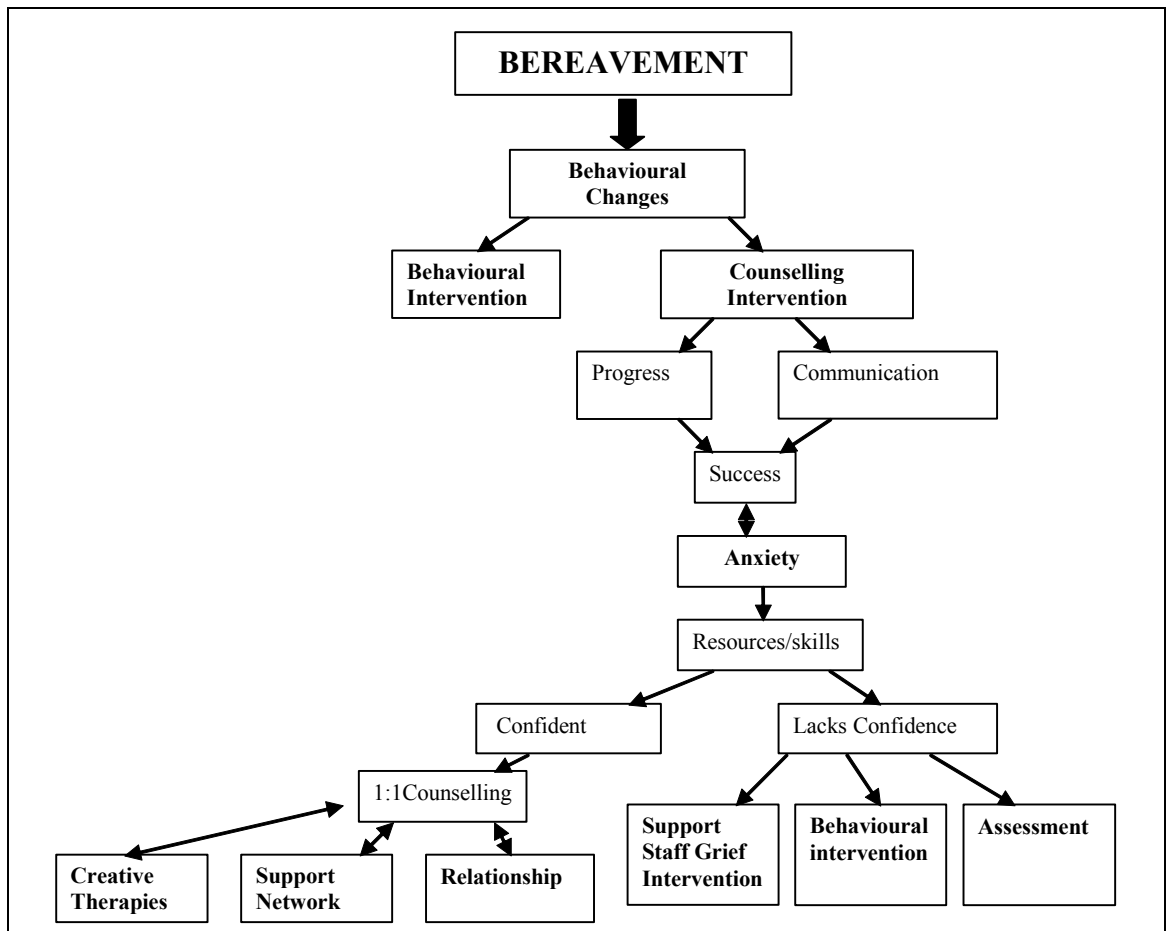 BEREAVEMENT
Behavioural
Changes
Behavioural
Intervention
Counselling
Intervention
Progress
Communication
Success
Anxiety
Resources/skills
Confident
Lacks Confidence
1:1Counselling
Support
Staff Grief
Intervention
Behavioural
intervention
Assessment
Creative
Therapies
Support
Network
Relationship